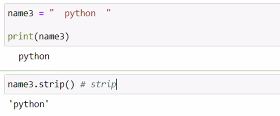 name3 = "  python  "
print(name3)
  python
name3.strip() # strip
'python'